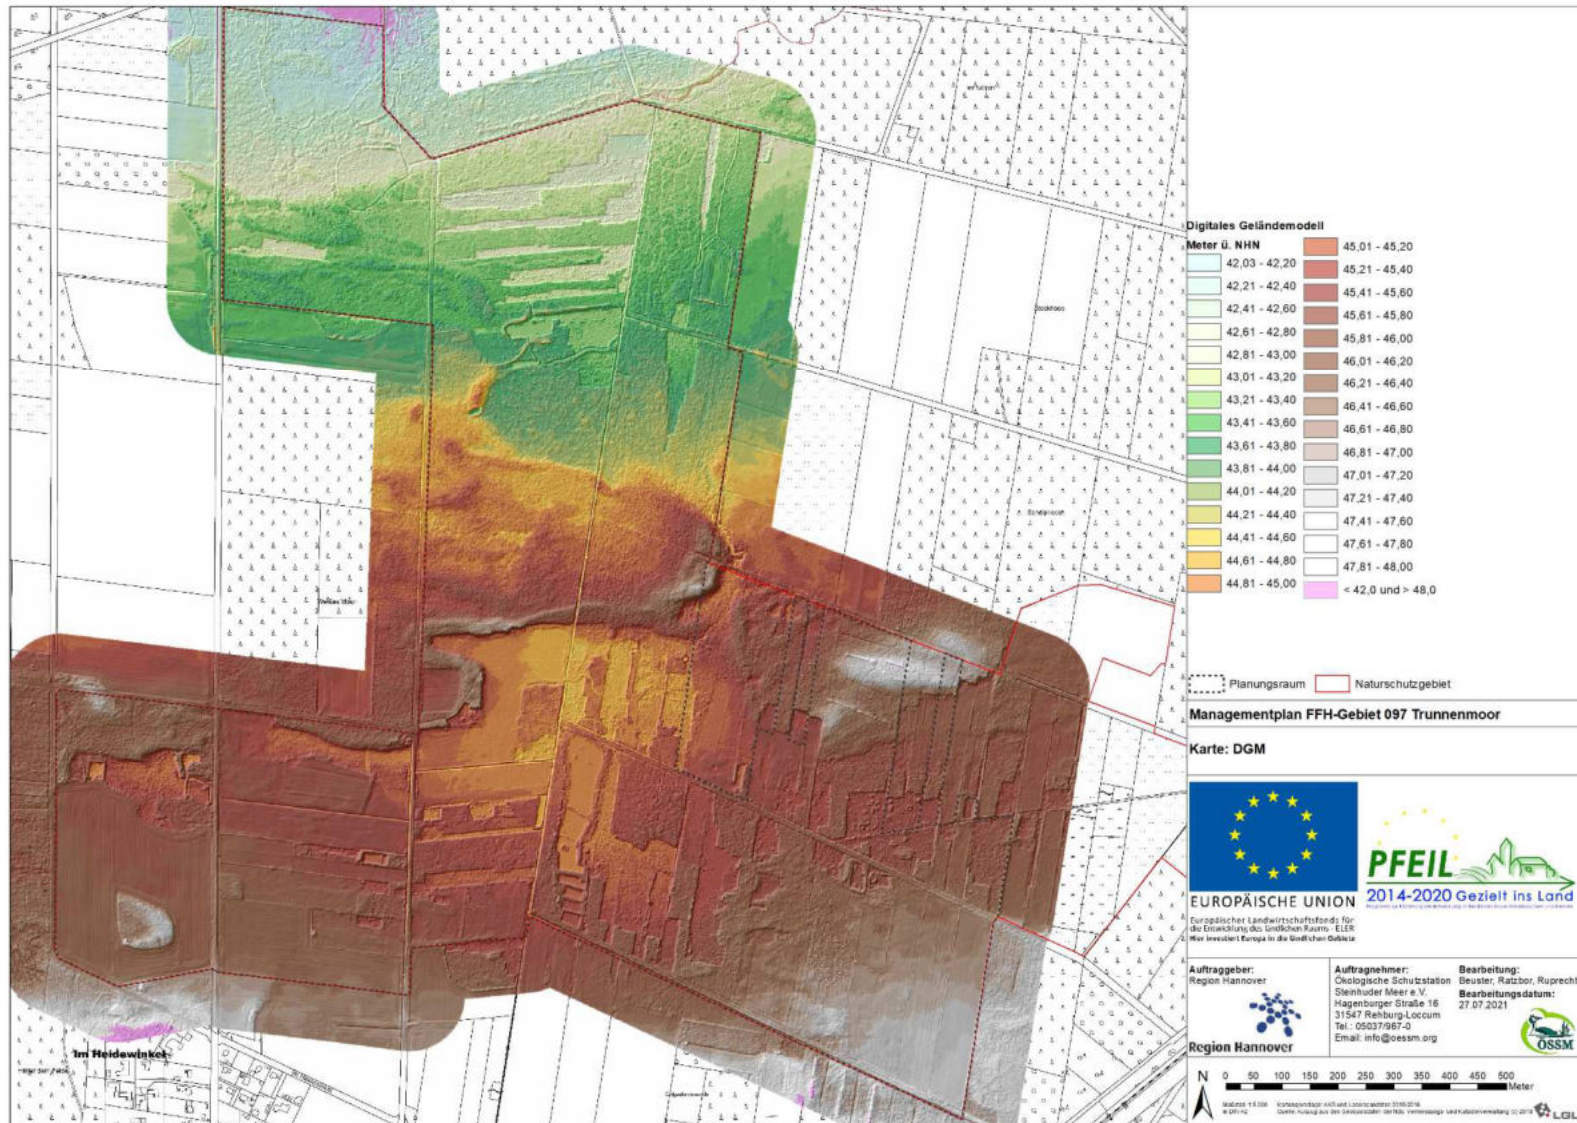 Digitales Geländemodell
Meter ü. NHN
42,03 - 42,20
42,21 - 42,40
42,41 - 42,60
42,61 - 42,80
42,81 - 43,00
43,01 - 43,20
43,21 - 43,40
43,41 - 43,60
43,61 - 43,80
43,81 - 44,00
44,01 - 44,20
44,21 - 44,40
44,41 - 44,60
44,61 - 44,80
44,81 - 45,00
45,01 - 45,20
45,21 - 45,40
45,41 - 45,60
45,61 - 45,80
45,81 - 46,00
46,01 - 46,20
46,21 - 46,40
46,41 - 46,60
46,61 - 46,80
46,81 - 47,00
47,01 - 47,20
47,21 - 47,40
47,41 - 47,60
47,61 - 47,80
47,81 - 48,00
< 42,0 und > 48,0
Planungsraum
Naturschutzgebiet
Managementplan FFH-Gebiet 097 Trunnenmoor
Karte: DGM
EUROPÄISCHE UNION
Europäischer Landwirtschaftsfonds für
die Entwicklung des ländlichen Raums - ELER
Hier investiert Europa in die ländlichen Gebiete
PFEIL
2014-2020 Gezielt ins Land
Auftraggeber:
Region Hannover
Region Hannover
Auftragnehmer:
Ökologische Schutzstation
Steinhuder Meer e.V.
Hagenburger Straße 16
31547 Rehburg-Loccum
Tel.: 05037/967-0
Email: info@oessm.org
Bearbeitung:
Beuster, Ratzbor, Ruprecht
Bearbeitungsdatum:
27.07.2021
ÖSSM
N
0 50 100 150 200 250 300 350 400 450 500
Meter
LGLN
Im Heidewinkel